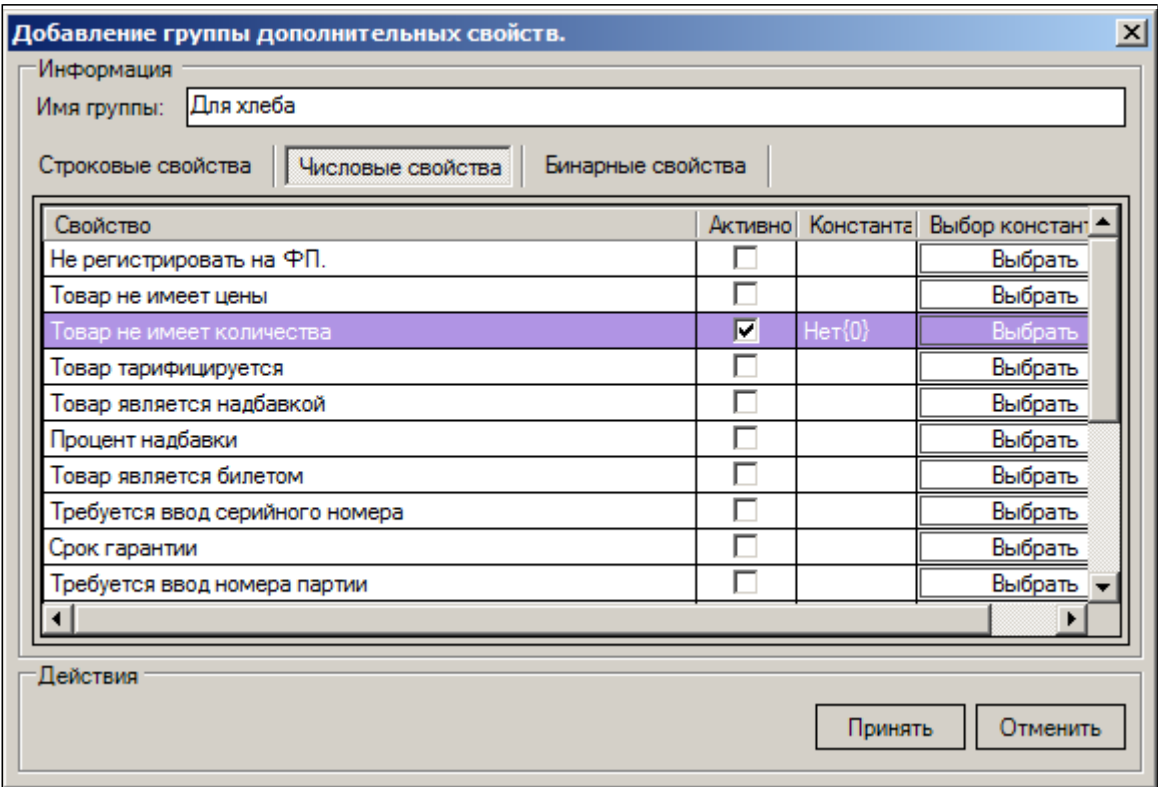 Добавление группы дополнительных свойств.
Информация
Имя группы: Для хлеба
Строковые свойства Числовые свойства Бинарные свойства
Свойство Активно Константа Выбор констан
Не регистрировать на ФП. Выбрать
Товар не имеет цены Выбрать
Товар не имеет количества Нет{0} Выбрать
Товар тарифицируется Выбрать
Товар является надбавкой Выбрать
Процент надбавки Выбрать
Товар является билетом Выбрать
Требуется ввод серийного номера Выбрать
Срок гарантии Выбрать
Требуется ввод номера партии Выбрать
Действия
Принять Отменить